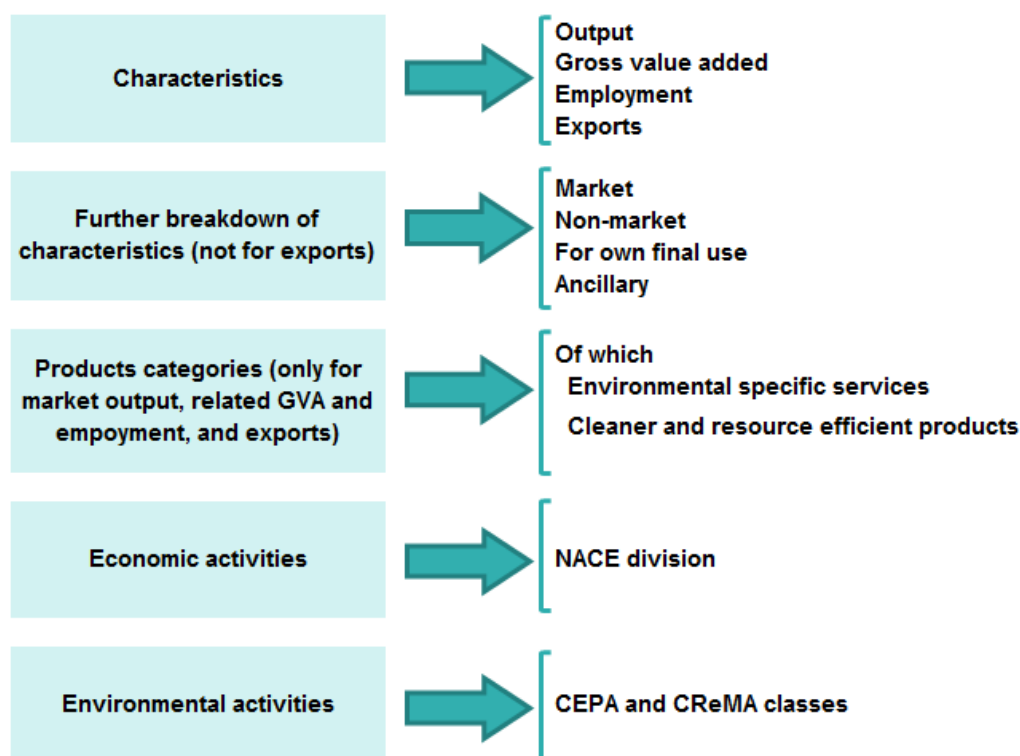 Characteristics
Output
Gross value added
Employment
Exports
Further breakdown of
characteristics (not for exports)
Market
Non-market
For own final use
Ancillary
Products categories (only for
market output, related GVA and
empoyment, and exports)
Of which
Environmental specific services
Cleaner and resource efficient products
Economic activities
NACE division
Environmental activities
CEPA and CReMA classes